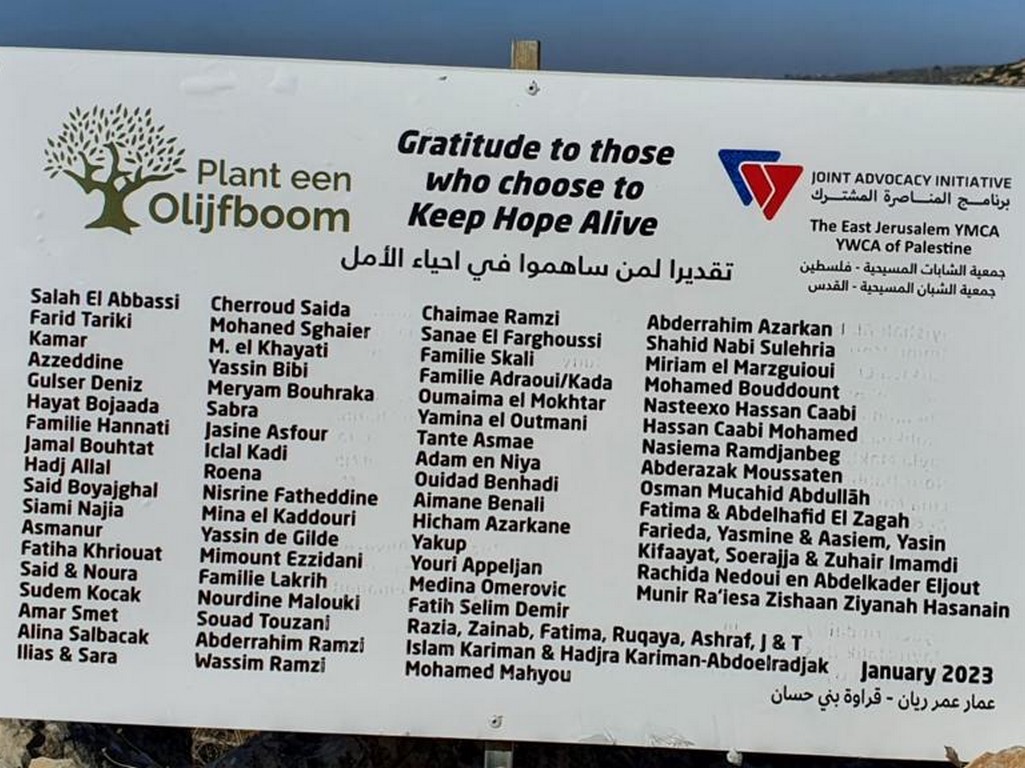 Plant een
Olijfboom
Gratitude to those
who choose to
Keep Hope Alive
تقديرا لمن ساهموا في احياء الأمل
JOINT ADVOCACY INITIATIVE
برنامـج المنـاصرة المشتـرك
The East Jerusalem YMCA
YWCA of Palestine
جمعية الشابات المسيحية - فلسطين
جمعية الشبان المسيحية - القدس
Salah El Abbassi
Farid Tariki
Kamar
Azzeddine
Gulser Deniz
Hayat Bojaada
Familie Hannati
Jamal Bouhtat
Hadj Allal
Said Boyajghal
Siami Najia
Asmanur
Fatiha Khriouat
Said & Noura
Sudem Kocak
Amar Smet
Alina Salbacak
Ilias & Sara
Cherroud Saida
Mohaned Sghaier
M. el Khayati
Yassin Bibi
Meryam Bouhraka
Sabra
Jasine Asfour
Iclal Kadi
Roena
Nisrine Fatheddine
Mina el Kaddouri
Yassin de Gilde
Mimount Ezzidani
Familie Lakrih
Nourdine Malouki
Souad Touzani
Abderrahim Ramzi
Wassim Ramzi
Chaimae Ramzi
Sanae El Farghoussi
Familie Skali
Familie Adraoui/Kada
Oumaima el Mokhtar
Yamina el Outmani
Tante Asmae
Adam en Niya
Ouidad Benhadi
Aimane Benali
Hicham Azarkane
Yakup
Youri Appeljan
Medina Omerovic
Fatih Selim Demir
Razia, Zainab, Fatima, Ruqaya, Ashraf, J & T
Islam Kariman & Hadjra Kariman-Abdoelradjak
Mohamed Mahyou
Abderrahim Azarkan
Shahid Nabi Sulehria
Miriam el Marzguioui
Mohamed Bouddount
Nasteexo Hassan Caabi
Hassan Caabi Mohamed
Nasiema Ramdjanbeg
Abderazak Moussaten
Osman Mucahid Abdullāh
Fatima & Abdelhafid El Zagah
Farieda, Yasmine & Aasiem, Yasin
Kifaayat, Soerajja & Zuhair Imamdi
Rachida Nedoui en Abdelkader Eljout
Munir Ra'iesa Zishaan Ziyanah Hasanain
January 2023
عمار عمر ريان - قراوة بني حسان